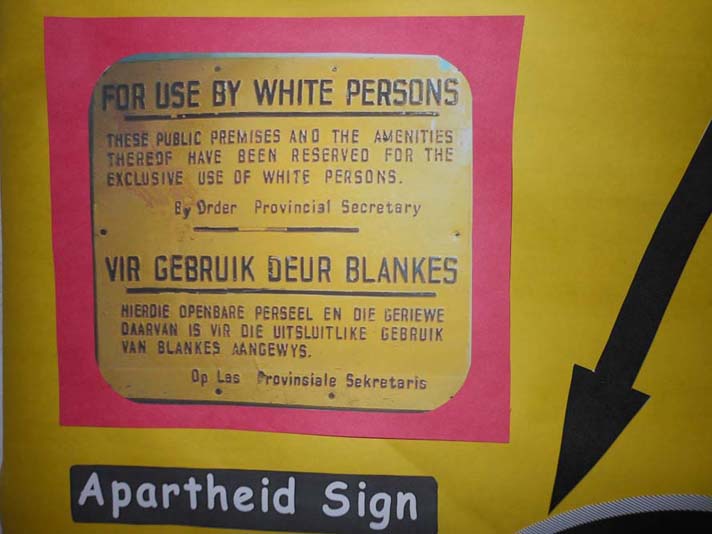 FOR USE BY WHITE PERSONS
THESE PUBLIC PREMISES AND THE AMENITIES
THEREOF HAVE BEEN RESERVED FOR THE
EXCLUSIVE USE OF WHITE PERSONS.
By Order Provincial Secretary
VIR GEBRUIK DEUR BLANKES
HIERDIE OPENBARE PERSEEL EN DIE GERIEWE
DAARVAN IS VIR DIE UITSLUITLIKE GEBRUIK
VAN BLANKES AANGEWYS.
Op Las Provinsiale Sekretaris
Apartheid Sign